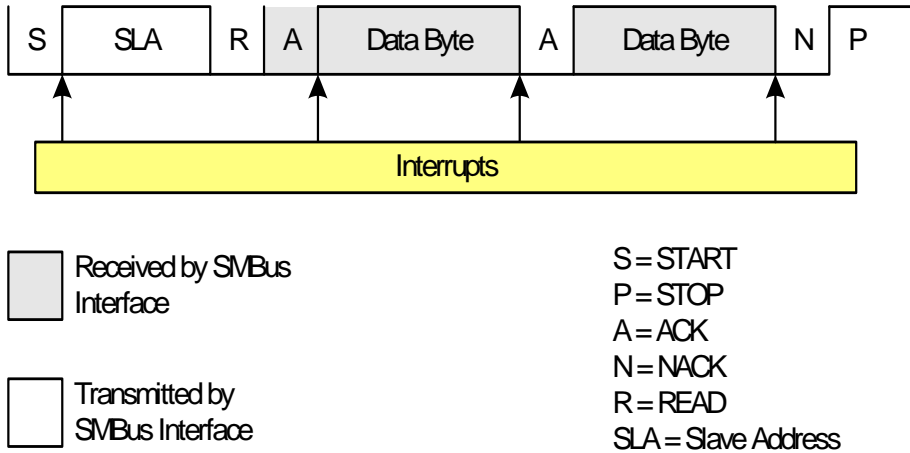 S SLA R A Data Byte A Data Byte N P
Interrupts
Received by SMBus
Interface
Transmitted by
SMBus Interface
S = START
P = STOP
A = ACK
N = NACK
R = READ
SLA = Slave Address